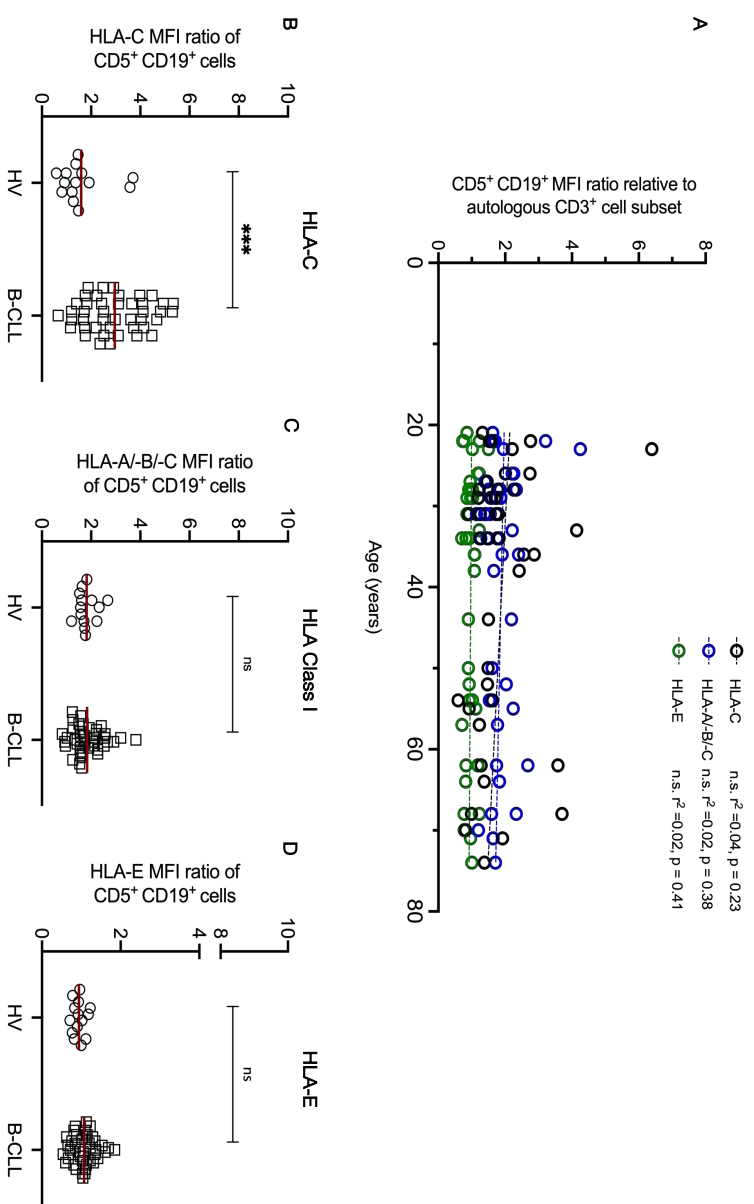 A
CD5⁺ CD19⁺ MFI ratio relative to
autologous CD3⁺ cell subset
8
6
4
2
0
0
20
40
60
80
Age (years)
HLA-C n.s. r² =0.04, p = 0.23
HLA-A/-B/-C n.s. r² =0.02, p = 0.38
HLA-E n.s. r² =0.02, p = 0.41
B
HLA-C
HLA-C MFI ratio of
CD5⁺ CD19⁺ cells
10
8
6
4
2
0
***
HV
B-CLL
C
HLA Class I
HLA-A/-B/-C MFI ratio
of CD5⁺ CD19⁺ cells
10
8
6
4
2
0
ns
HV
B-CLL
D
HLA-E
HLA-E MFI ratio of
CD5⁺ CD19⁺ cells
10
8
4
2
0
ns
HV
B-CLL